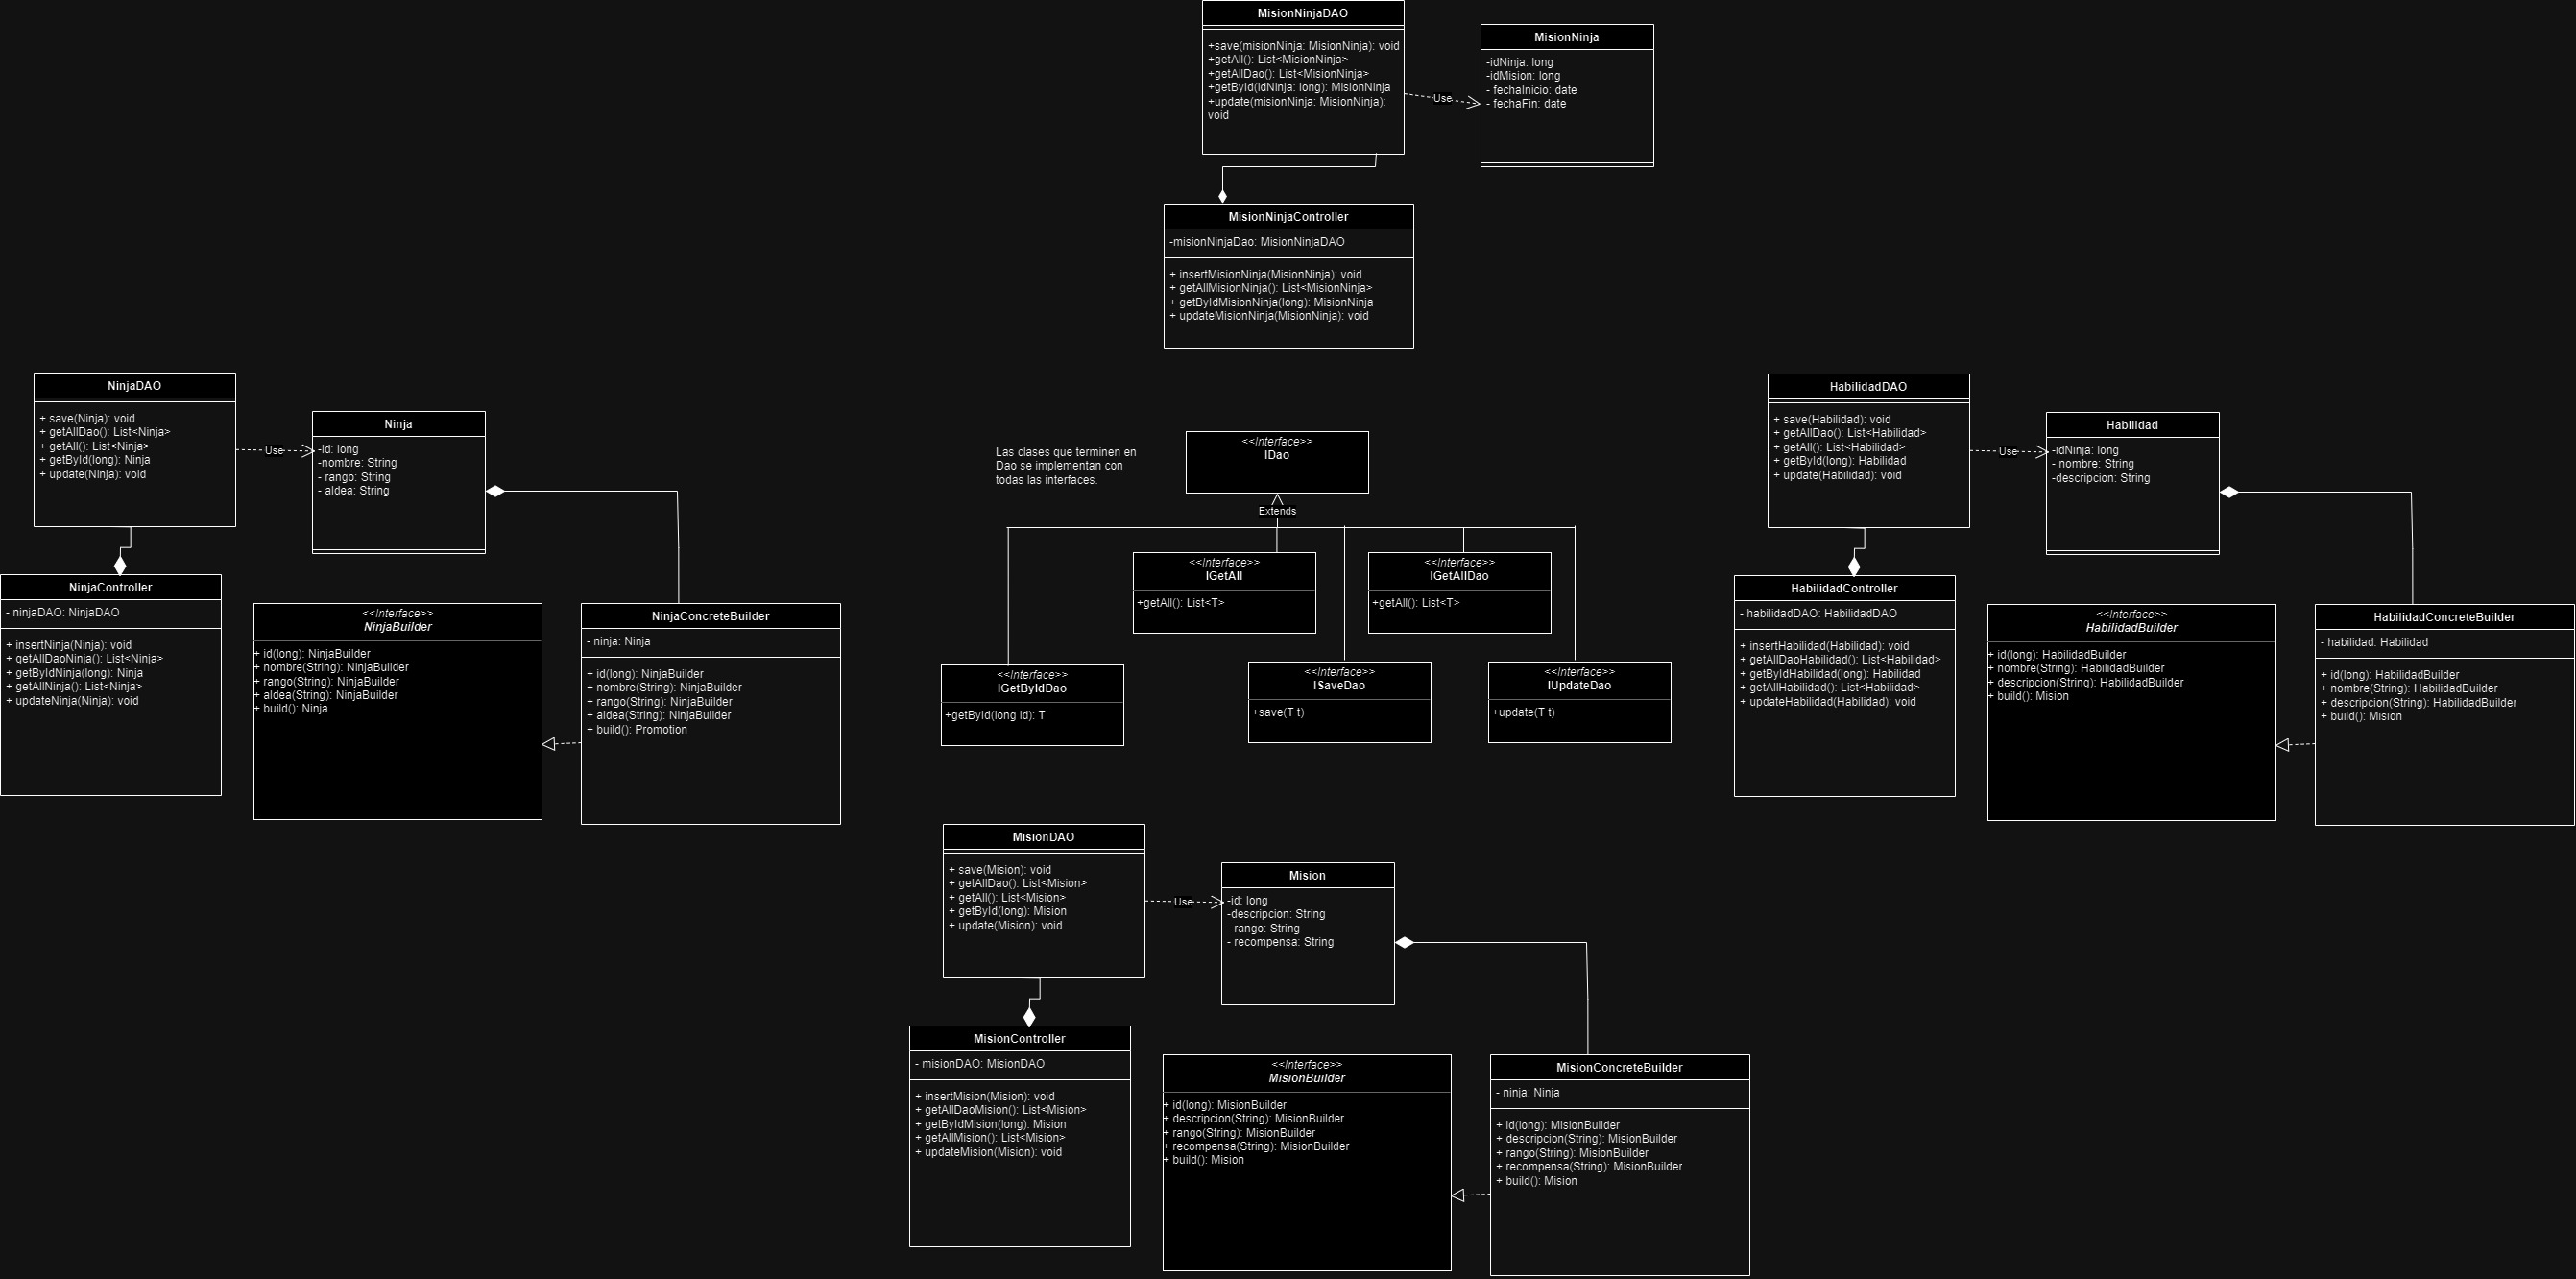 MisionNinjaDAO
+save(misionNinja: MisionNinja): void
+getAll(): List<MisionNinja>
+getAllDao(): List<MisionNinja>
+getById(idNinja: long): MisionNinja
+update(misionNinja: MisionNinja):
void
Use
MisionNinja
-idNinja: long
-idMision: long
- fechaInicio: date
- fechaFin: date
MisionNinjaController
-misionNinjaDao: MisionNinjaDAO
+ insertMisionNinja(MisionNinja): void
+ getAllMisionNinja(): List<MisionNinja>
+ getByIdMisionNinja(long): MisionNinja
+ updateMisionNinja(MisionNinja): void
NinjaDAO
+ save(Ninja): void
+ getAllDao(): List<Ninja>
+ getAll(): List<Ninja>
+ getById(long): Ninja
+ update(Ninja): void
Use
Ninja
-id: long
-nombre: String
- rango: String
- aldea: String
NinjaController
- ninjaDAO: NinjaDAO
+ insertNinja(Ninja): void
+ getAllDaoNinja(): List<Ninja>
+ getByIdNinja(long): Ninja
+ getAllNinja(): List<Ninja>
+ updateNinja(Ninja): void
<<Interface>>
NinjaBuilder
+ id(long): NinjaBuilder
+ nombre(String): NinjaBuilder
+ rango(String): NinjaBuilder
+ aldea(String): NinjaBuilder
+ build(): Ninja
NinjaConcreteBuilder
- ninja: Ninja
+ id(long): NinjaBuilder
+ nombre(String): NinjaBuilder
+ rango(String): NinjaBuilder
+ aldea(String): NinjaBuilder
+ build(): Promotion
Las clases que terminen en
Dao se implementan con
todas las interfaces.
<<Interface>>
IDao
Extends
<<Interface>>
IGetAll
+getAll(): List<T>
<<Interface>>
IGetAllDao
+getAll(): List<T>
<<Interface>>
IGetByIdDao
+getById(long id): T
<<Interface>>
ISaveDao
+save(T t)
<<Interface>>
IUpdateDao
+update(T t)
HabilidadDAO
+ save(Habilidad): void
+ getAllDao(): List<Habilidad>
+ getAll(): List<Habilidad>
+ getById(long): Habilidad
+ update(Habilidad): void
Use
Habilidad
-idNinja: long
- nombre: String
-descripcion: String
HabilidadController
- habilidadDAO: HabilidadDAO
+ insertHabilidad(Habilidad): void
+ getAllDaoHabilidad(): List<Habilidad>
+ getByIdHabilidad(long): Habilidad
+ getAllHabilidad(): List<Habilidad>
+ updateHabilidad(Habilidad): void
<<Interface>>
HabilidadBuilder
+ id(long): HabilidadBuilder
+ nombre(String): HabilidadBuilder
+ descripcion(String): HabilidadBuilder
+ build(): Mision
HabilidadConcreteBuilder
- habilidad: Habilidad
+ id(long): HabilidadBuilder
+ nombre(String): HabilidadBuilder
+ descripcion(String): HabilidadBuilder
+ build(): Mision
MisionDAO
+ save(Mision): void
+ getAllDao(): List<Mision>
+ getAll(): List<Mision>
+ getById(long): Mision
+ update(Mision): void
Use
Mision
-id: long
-descripcion: String
- rango: String
- recompensa: String
MisionController
- misionDAO: MisionDAO
+ insertMision(Mision): void
+ getAllDaoMision(): List<Mision>
+ getByIdMision(long): Mision
+ getAllMision(): List<Mision>
+ updateMision(Mision): void
<<Interface>>
MisionBuilder
+ id(long): MisionBuilder
+ descripcion(String): MisionBuilder
+ rango(String): MisionBuilder
+ recompensa(String): MisionBuilder
+ build(): Mision
MisionConcreteBuilder
- ninja: Ninja
+ id(long): MisionBuilder
+ descripcion(String): MisionBuilder
+ rango(String): MisionBuilder
+ recompensa(String): MisionBuilder
+ build(): Mision